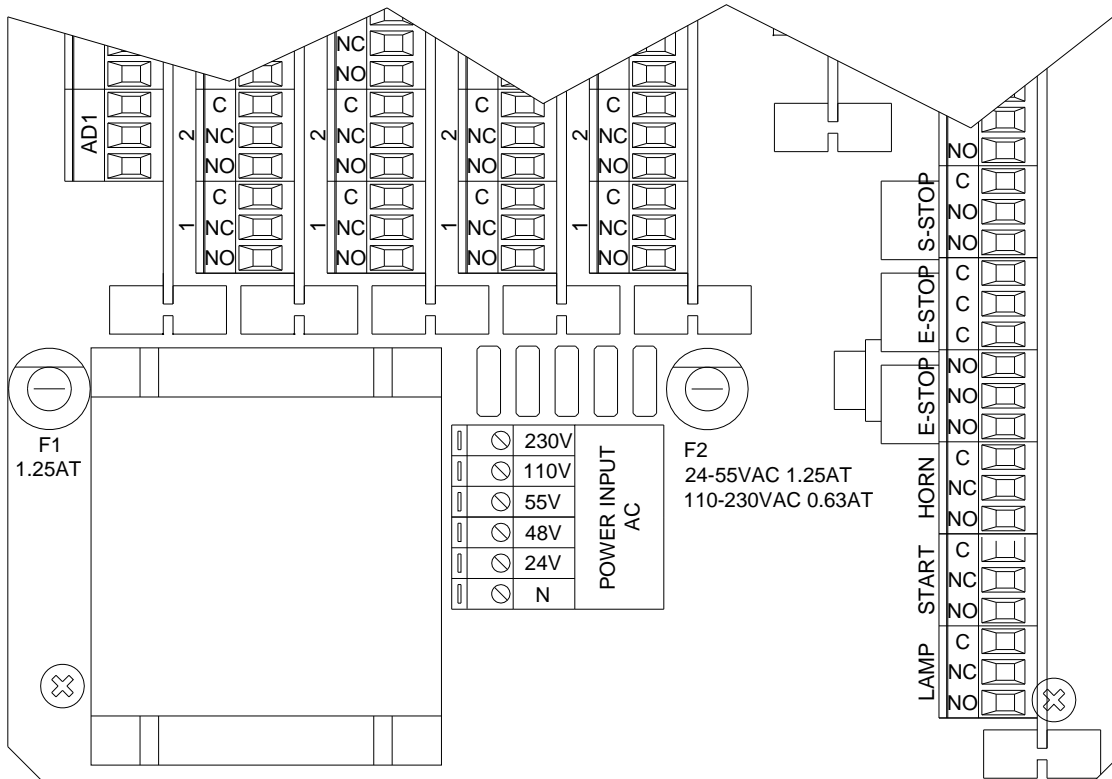 AD1
2
C
NC
NO
1
C
NC
NO
NC
NO
2
C
NC
NO
1
C
NC
NO
2
C
NC
NO
1
C
NC
NO
2
C
NC
NO
1
C
NC
NO
F1
1.25AT
230V
110V
55V
48V
24V
N
POWER INPUT
AC
F2
24-55VAC 1.25AT
110-230VAC 0.63AT
NO
S-STOP
C
NO
NO
E-STOP
C
C
C
E-STOP
NO
NO
NO
HORN
C
NC
NO
START
C
NC
NO
LAMP
C
NC
NO